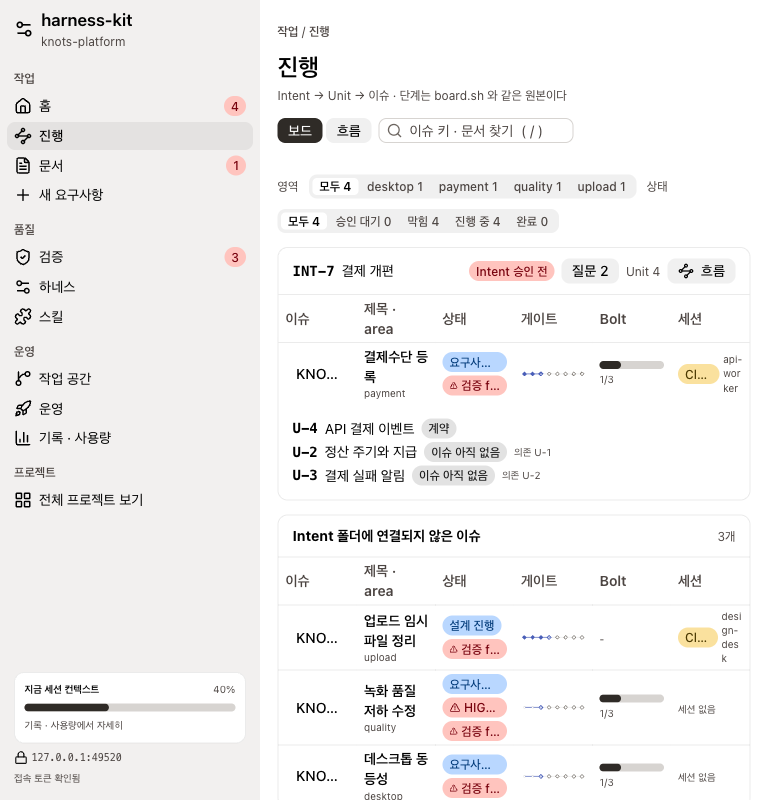 harness-kit
knots-platform
작업
홈 4
진행
문서 1
새 요구사항
품질
검증 3
하네스
스킬
운영
작업 공간
운영
기록 · 사용량
프로젝트
전체 프로젝트 보기
지금 세션 컨텍스트 40%
기록 · 사용량에서 자세히
127.0.0.1:49520
접속 토큰 확인됨
작업 / 진행
진행
Intent → Unit → 이슈 · 단계는 board.sh 와 같은 원본이다
보드 흐름 이슈 키 · 문서 찾기 ( / )
영역 모두 4 desktop 1 payment 1 quality 1 upload 1 상태
모두 4 승인 대기 0 막힘 4 진행 중 4 완료 0
INT-7 결제 개편 Intent 승인 전 질문 2 Unit 4 흐름
이슈 제목 · area 상태 게이트 Bolt 세션
KNO... 결제수단 등록 payment 요구사... 검증 f... 1/3 Cl... api-worker
U-4 API 결제 이벤트 계약
U-2 정산 주기와 지급 이슈 아직 없음 의존 U-1
U-3 결제 실패 알림 이슈 아직 없음 의존 U-2
Intent 폴더에 연결되지 않은 이슈 3개
이슈 제목 · area 상태 게이트 Bolt 세션
KNO... 업로드 임시 파일 정리 upload 설계 진행 검증 f... - Cl... design-desk
KNO... 녹화 품질 저하 수정 quality 요구사... HIG... 검증 f... 1/3 세션 없음
KNO... 데스크톱 동등성 desktop 요구사... 검증 f... 1/3 세션 없음